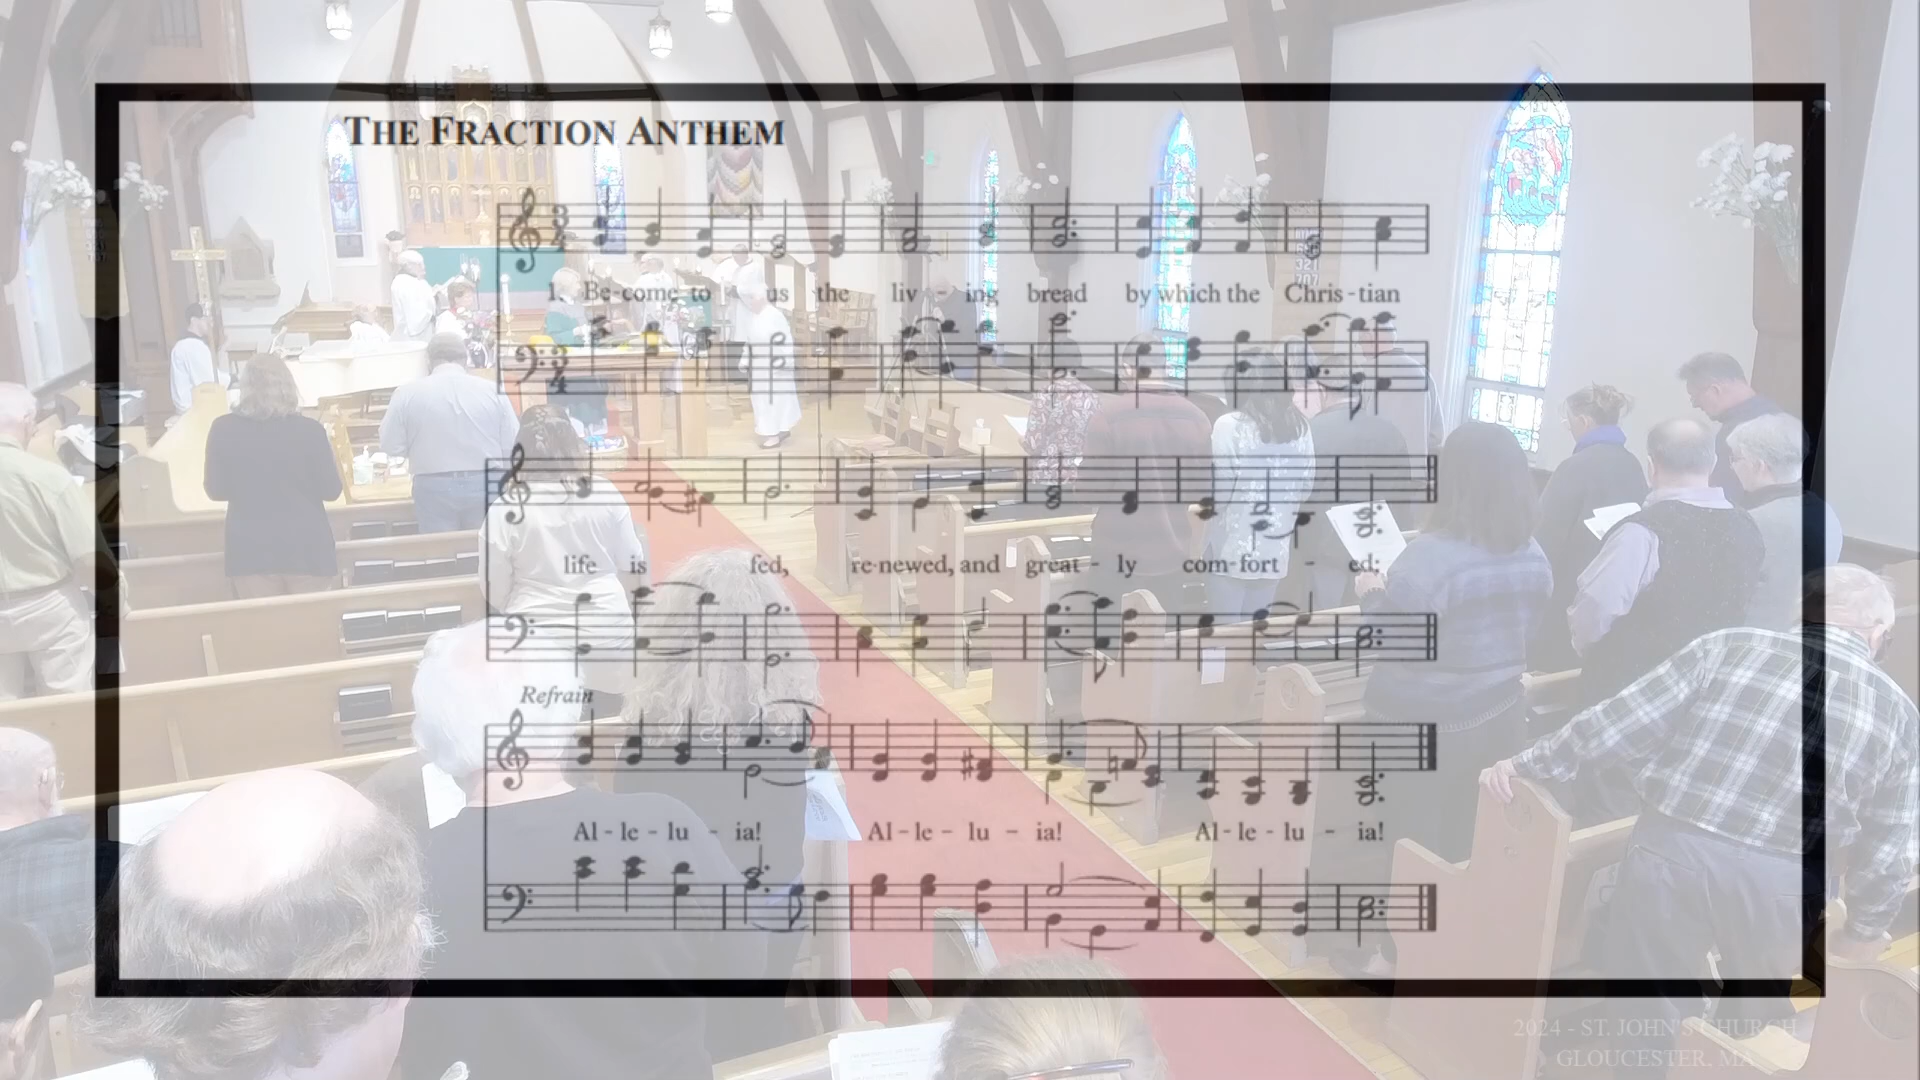 THE FRACTION ANTHEM
1. Be-come to us the liv - ing bread by which the Chris-tian
life is fed, re-newed, and great - ly com-fort - ed;
Refrain
Al - le - lu - ia! Al - le - lu - ia! Al - le - lu - ia!
2024 - ST. JOHN'S CHURCH
GLOUCESTER, MA